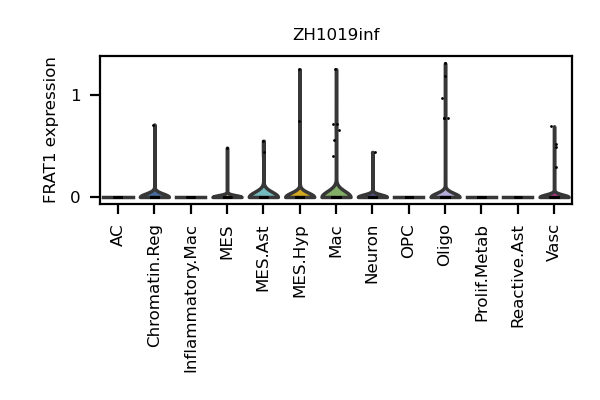 ZH1019inf
FRAT1 expression
1
0
AC
Chromatin.Reg
Inflammatory.Mac
MES
MES.Ast
MES.Hyp
Mac
Neuron
OPC
Oligo
Prolif.Metab
Reactive.Ast
Vasc